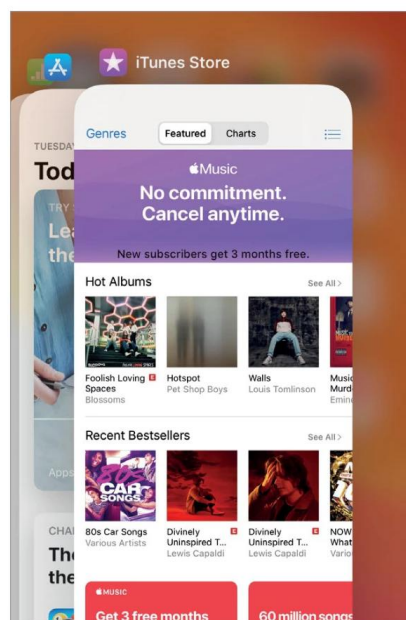 iTunes Store
Genres
Featured
Charts
TUESDA
Tod
TRY
Lea
the
Music
No commitment.
Cancel anytime.
New subscribers get 3 months free.
Hot Albums
See All >
Foolish Loving Spaces E
Blossoms
Hotspot
Pet Shop Boys
Walls
Louis Tomlinson
Music
Murd
Emine
Recent Bestsellers
See All >
CAR
SONGS
80s Car Songs
Various Artists
Divinely
Uninspired T... E
Lewis Capaldi
Divinely
Uninspired T... E
Lewis Capaldi
NOW
What
Vario
Apps
CHA
The
the
MUSIC
Get 3 free months
60 million songs